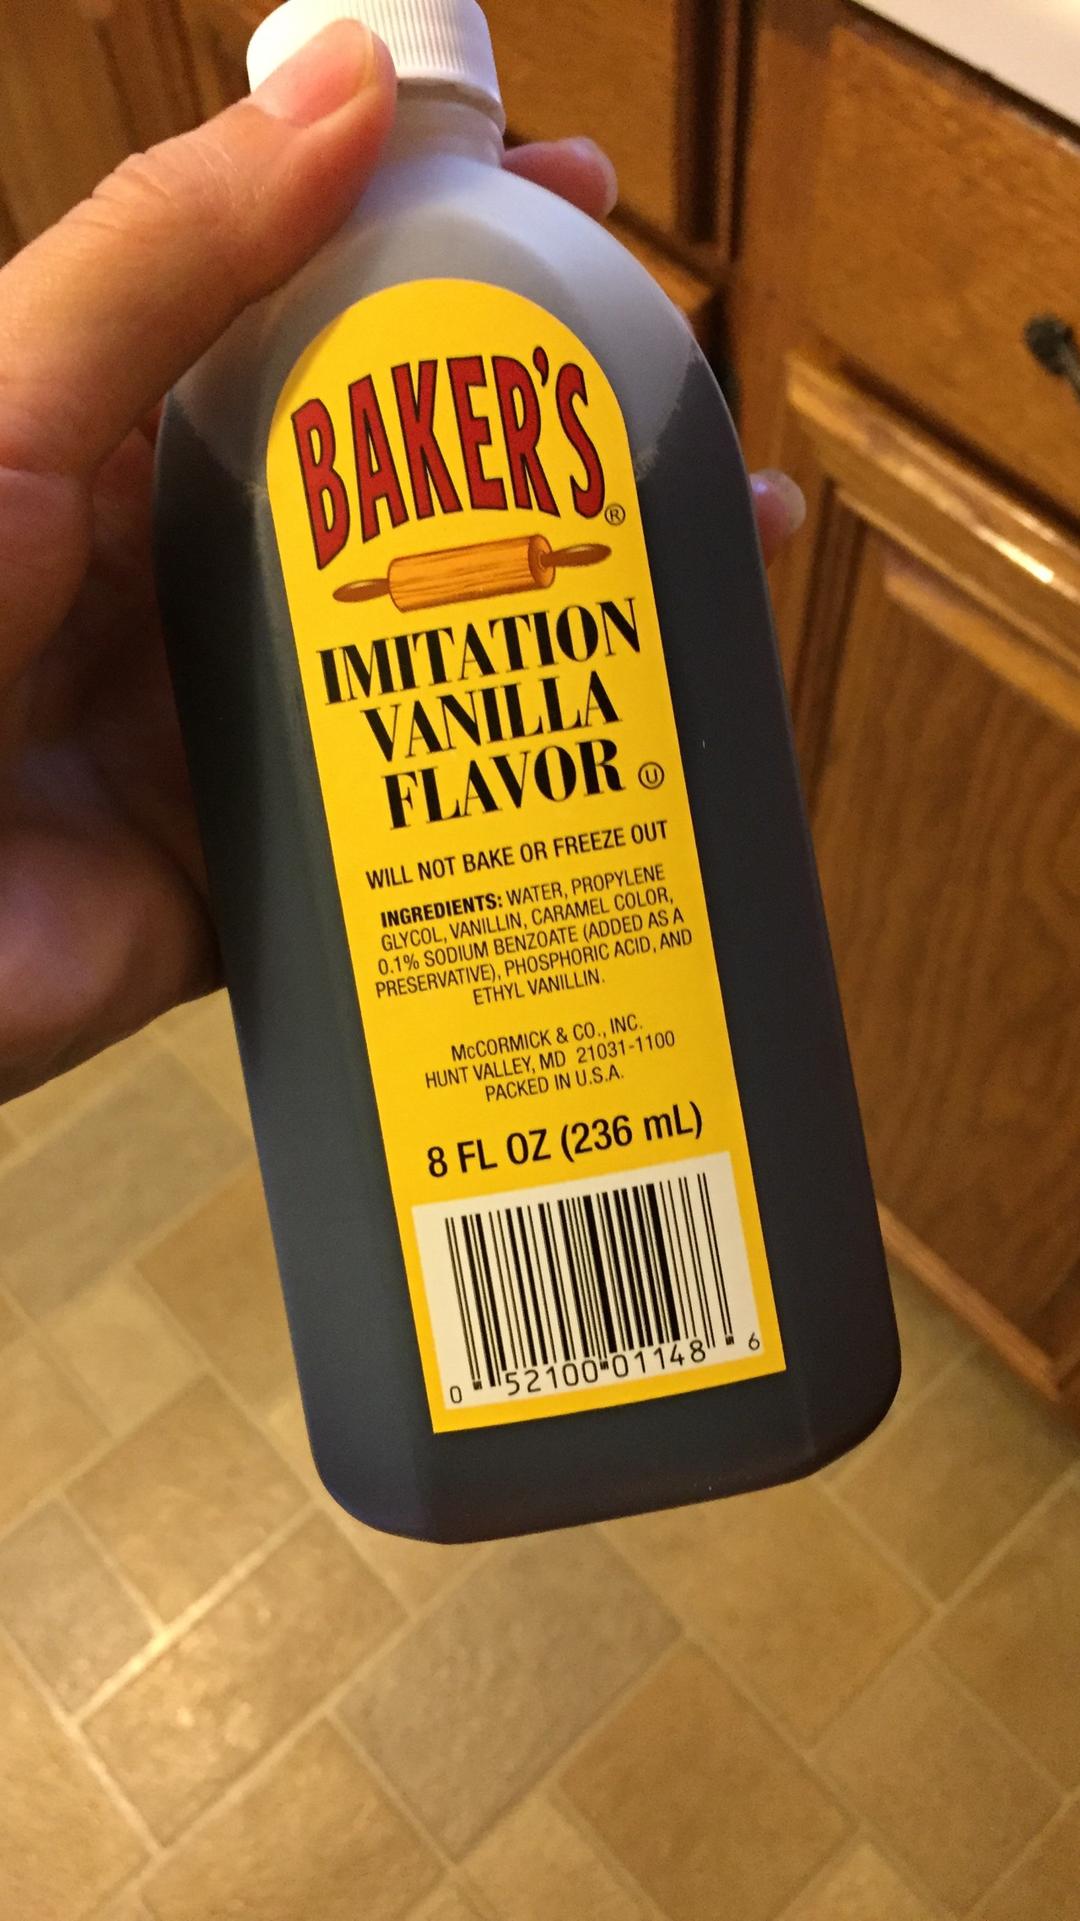 BAKER'S®
IMITATION
VANILLA
FLAVOR Ⓤ
WILL NOT BAKE OR FREEZE OUT
INGREDIENTS: WATER, PROPYLENE
GLYCOL, VANILLIN, CARAMEL COLOR,
0.1% SODIUM BENZOATE (ADDED AS A
PRESERVATIVE), PHOSPHORIC ACID, AND
ETHYL VANILLIN.
McCORMICK & CO., INC.
HUNT VALLEY, MD 21031-1100
PACKED IN U.S.A.
8 FL OZ (236 mL)
0 52100 01148 6